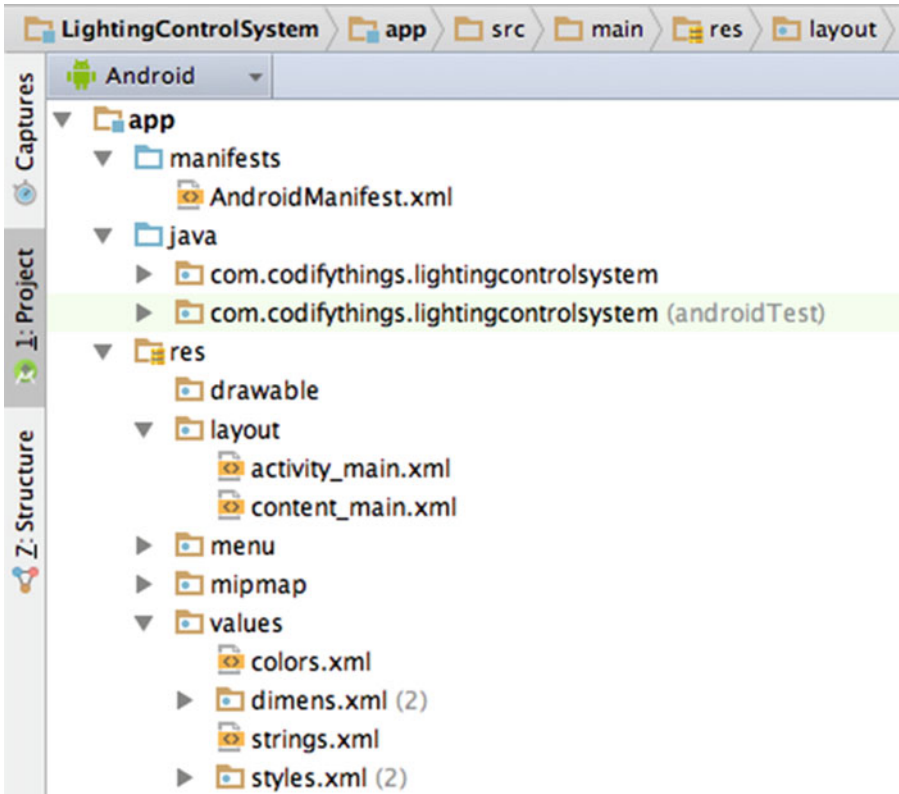 LightingControlSystem app src main res layout
Android
Captures
1: Project
Z: Structure
app
manifests
AndroidManifest.xml
java
com.codifythings.lightingcontrolsystem
com.codifythings.lightingcontrolsystem (androidTest)
res
drawable
layout
activity_main.xml
content_main.xml
menu
mipmap
values
colors.xml
dimens.xml (2)
strings.xml
styles.xml (2)